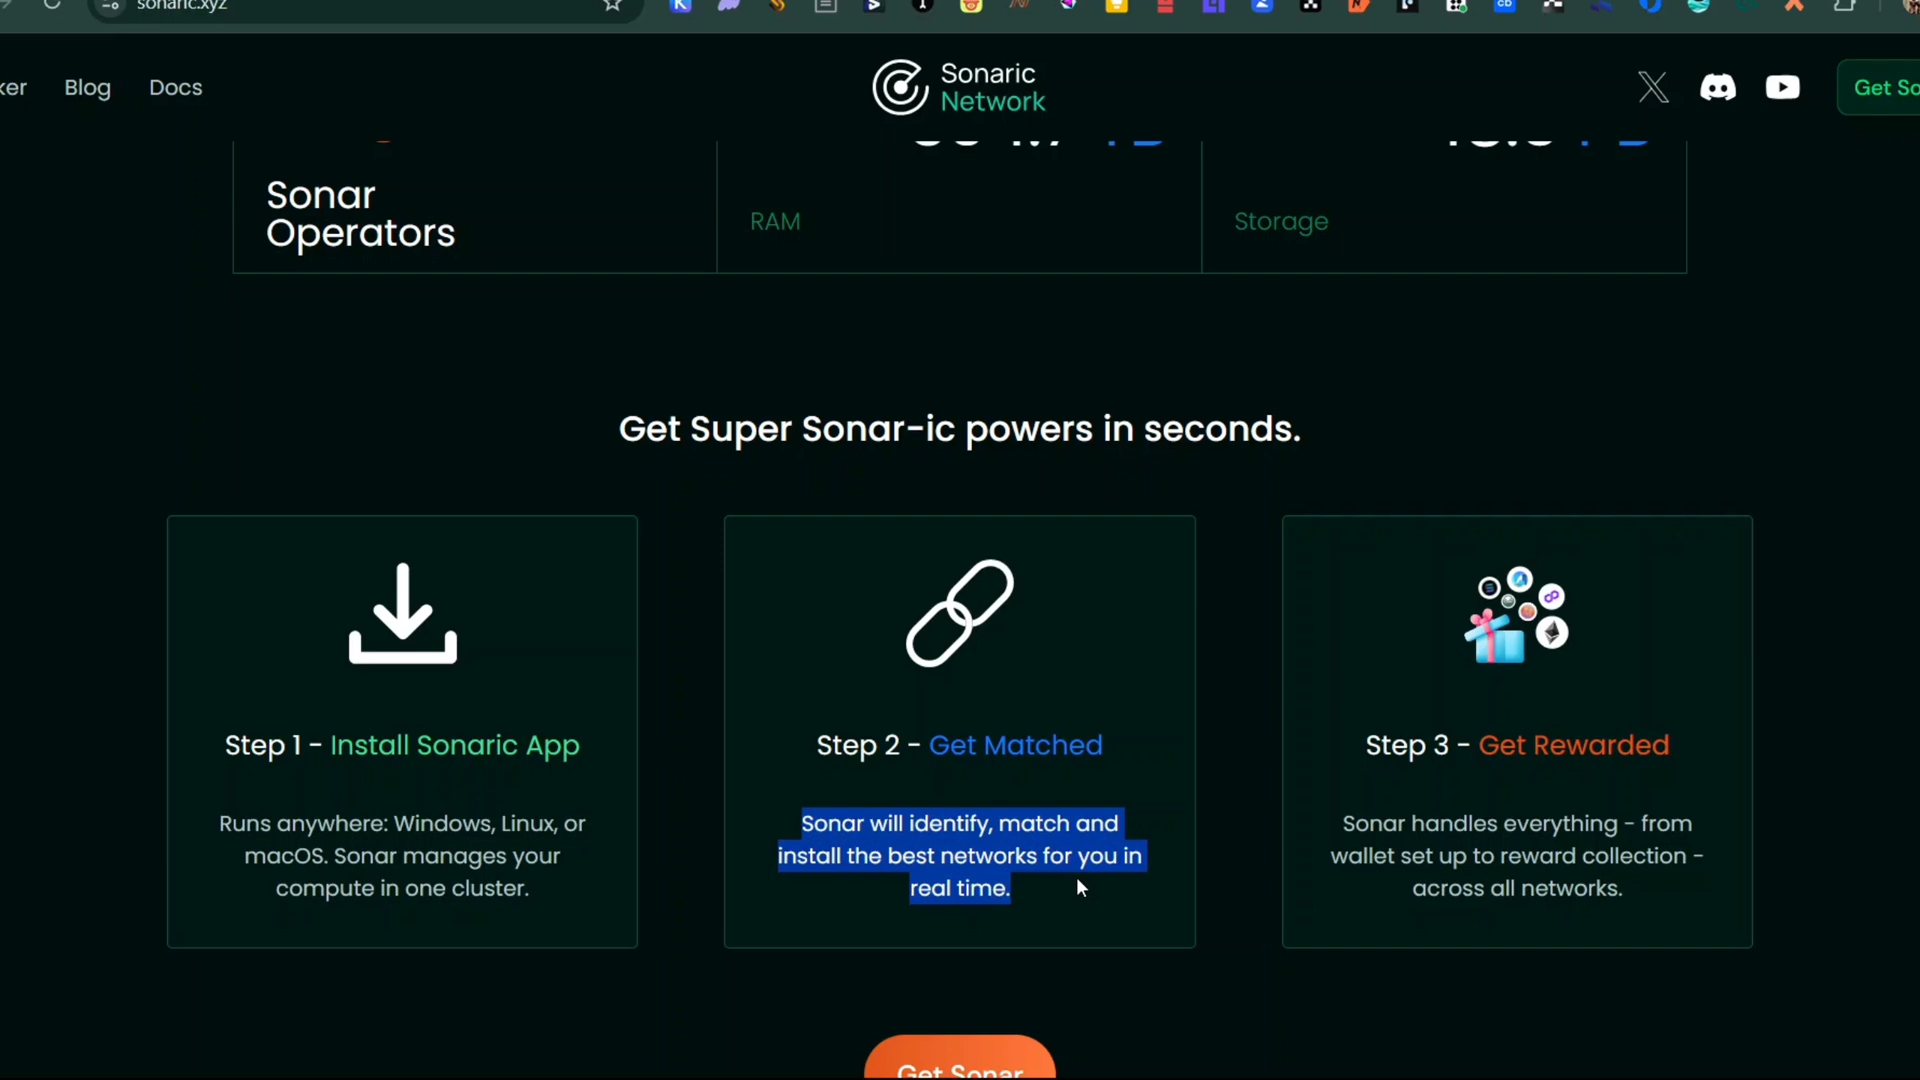 sonaric.xyz
Blog
Docs
Sonaric
Network
Sonar
Operators
RAM
Storage
Get Super Sonar-ic powers in seconds.
Step 1 - Install Sonaric App
Runs anywhere: Windows, Linux, or
macOS. Sonar manages your
compute in one cluster.
Step 2 - Get Matched
Sonar will identify, match and
install the best networks for you in
real time.
Step 3 - Get Rewarded
Sonar handles everything - from
wallet set up to reward collection -
across all networks.
Get Sonar